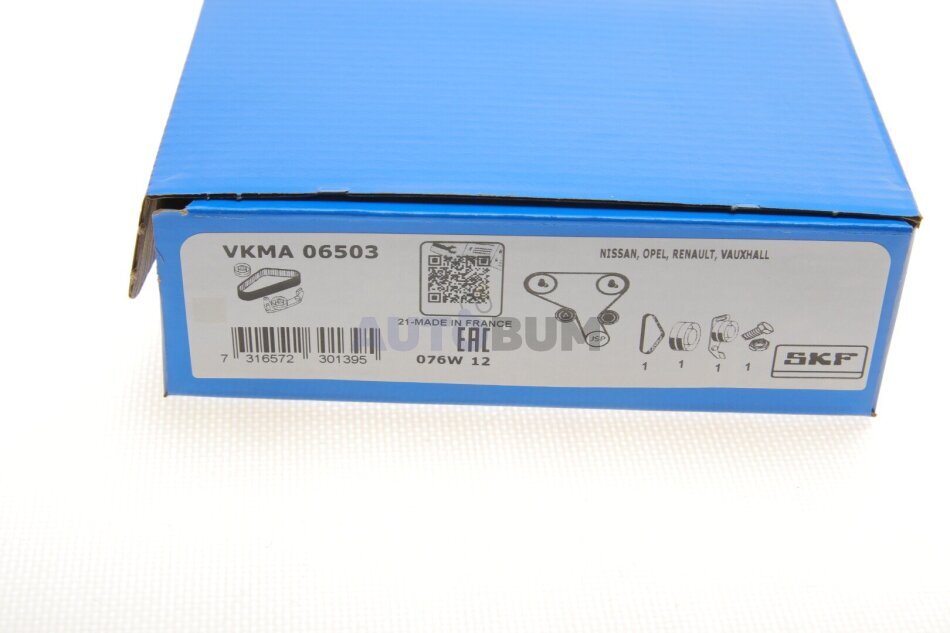 VKMA 06503
NISSAN, OPEL, RENAULT, VAUXHALL
21-MADE IN FRANCE
AUTOBUM
EAC
JSP
7 316572 301395
076W 12
1 1 1 1
SKF